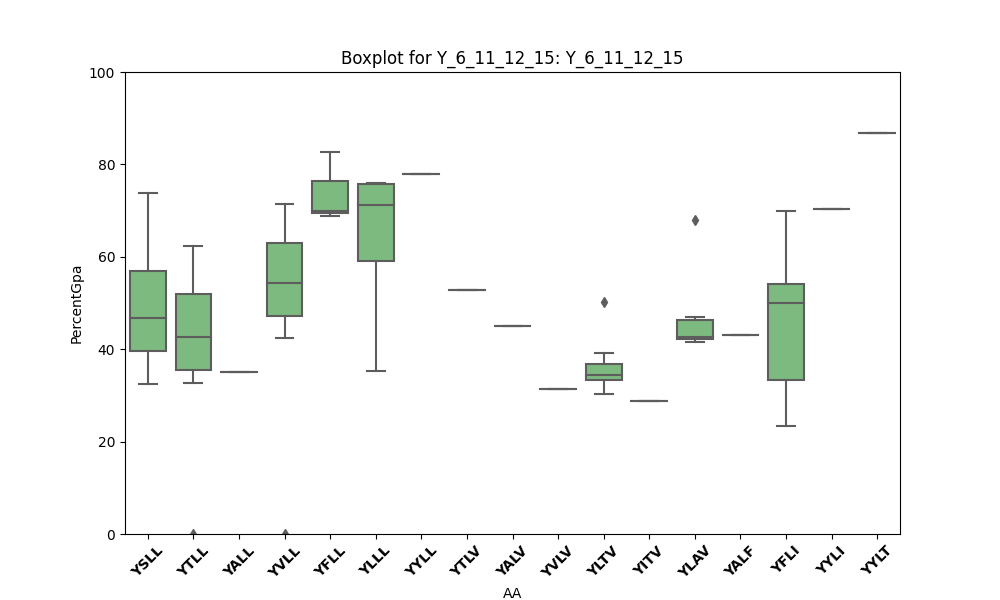 Boxplot for Y_6_11_12_15: Y_6_11_12_15
100
80
60
40
20
0
PercentGpa
YSLL
YTLL
YALL
YVLL
YFLL
YLLL
YYLL
YTLV
YALV
YVLV
YLTV
YITV
YLAV
YALF
YFLI
YYLI
YYLT
AA